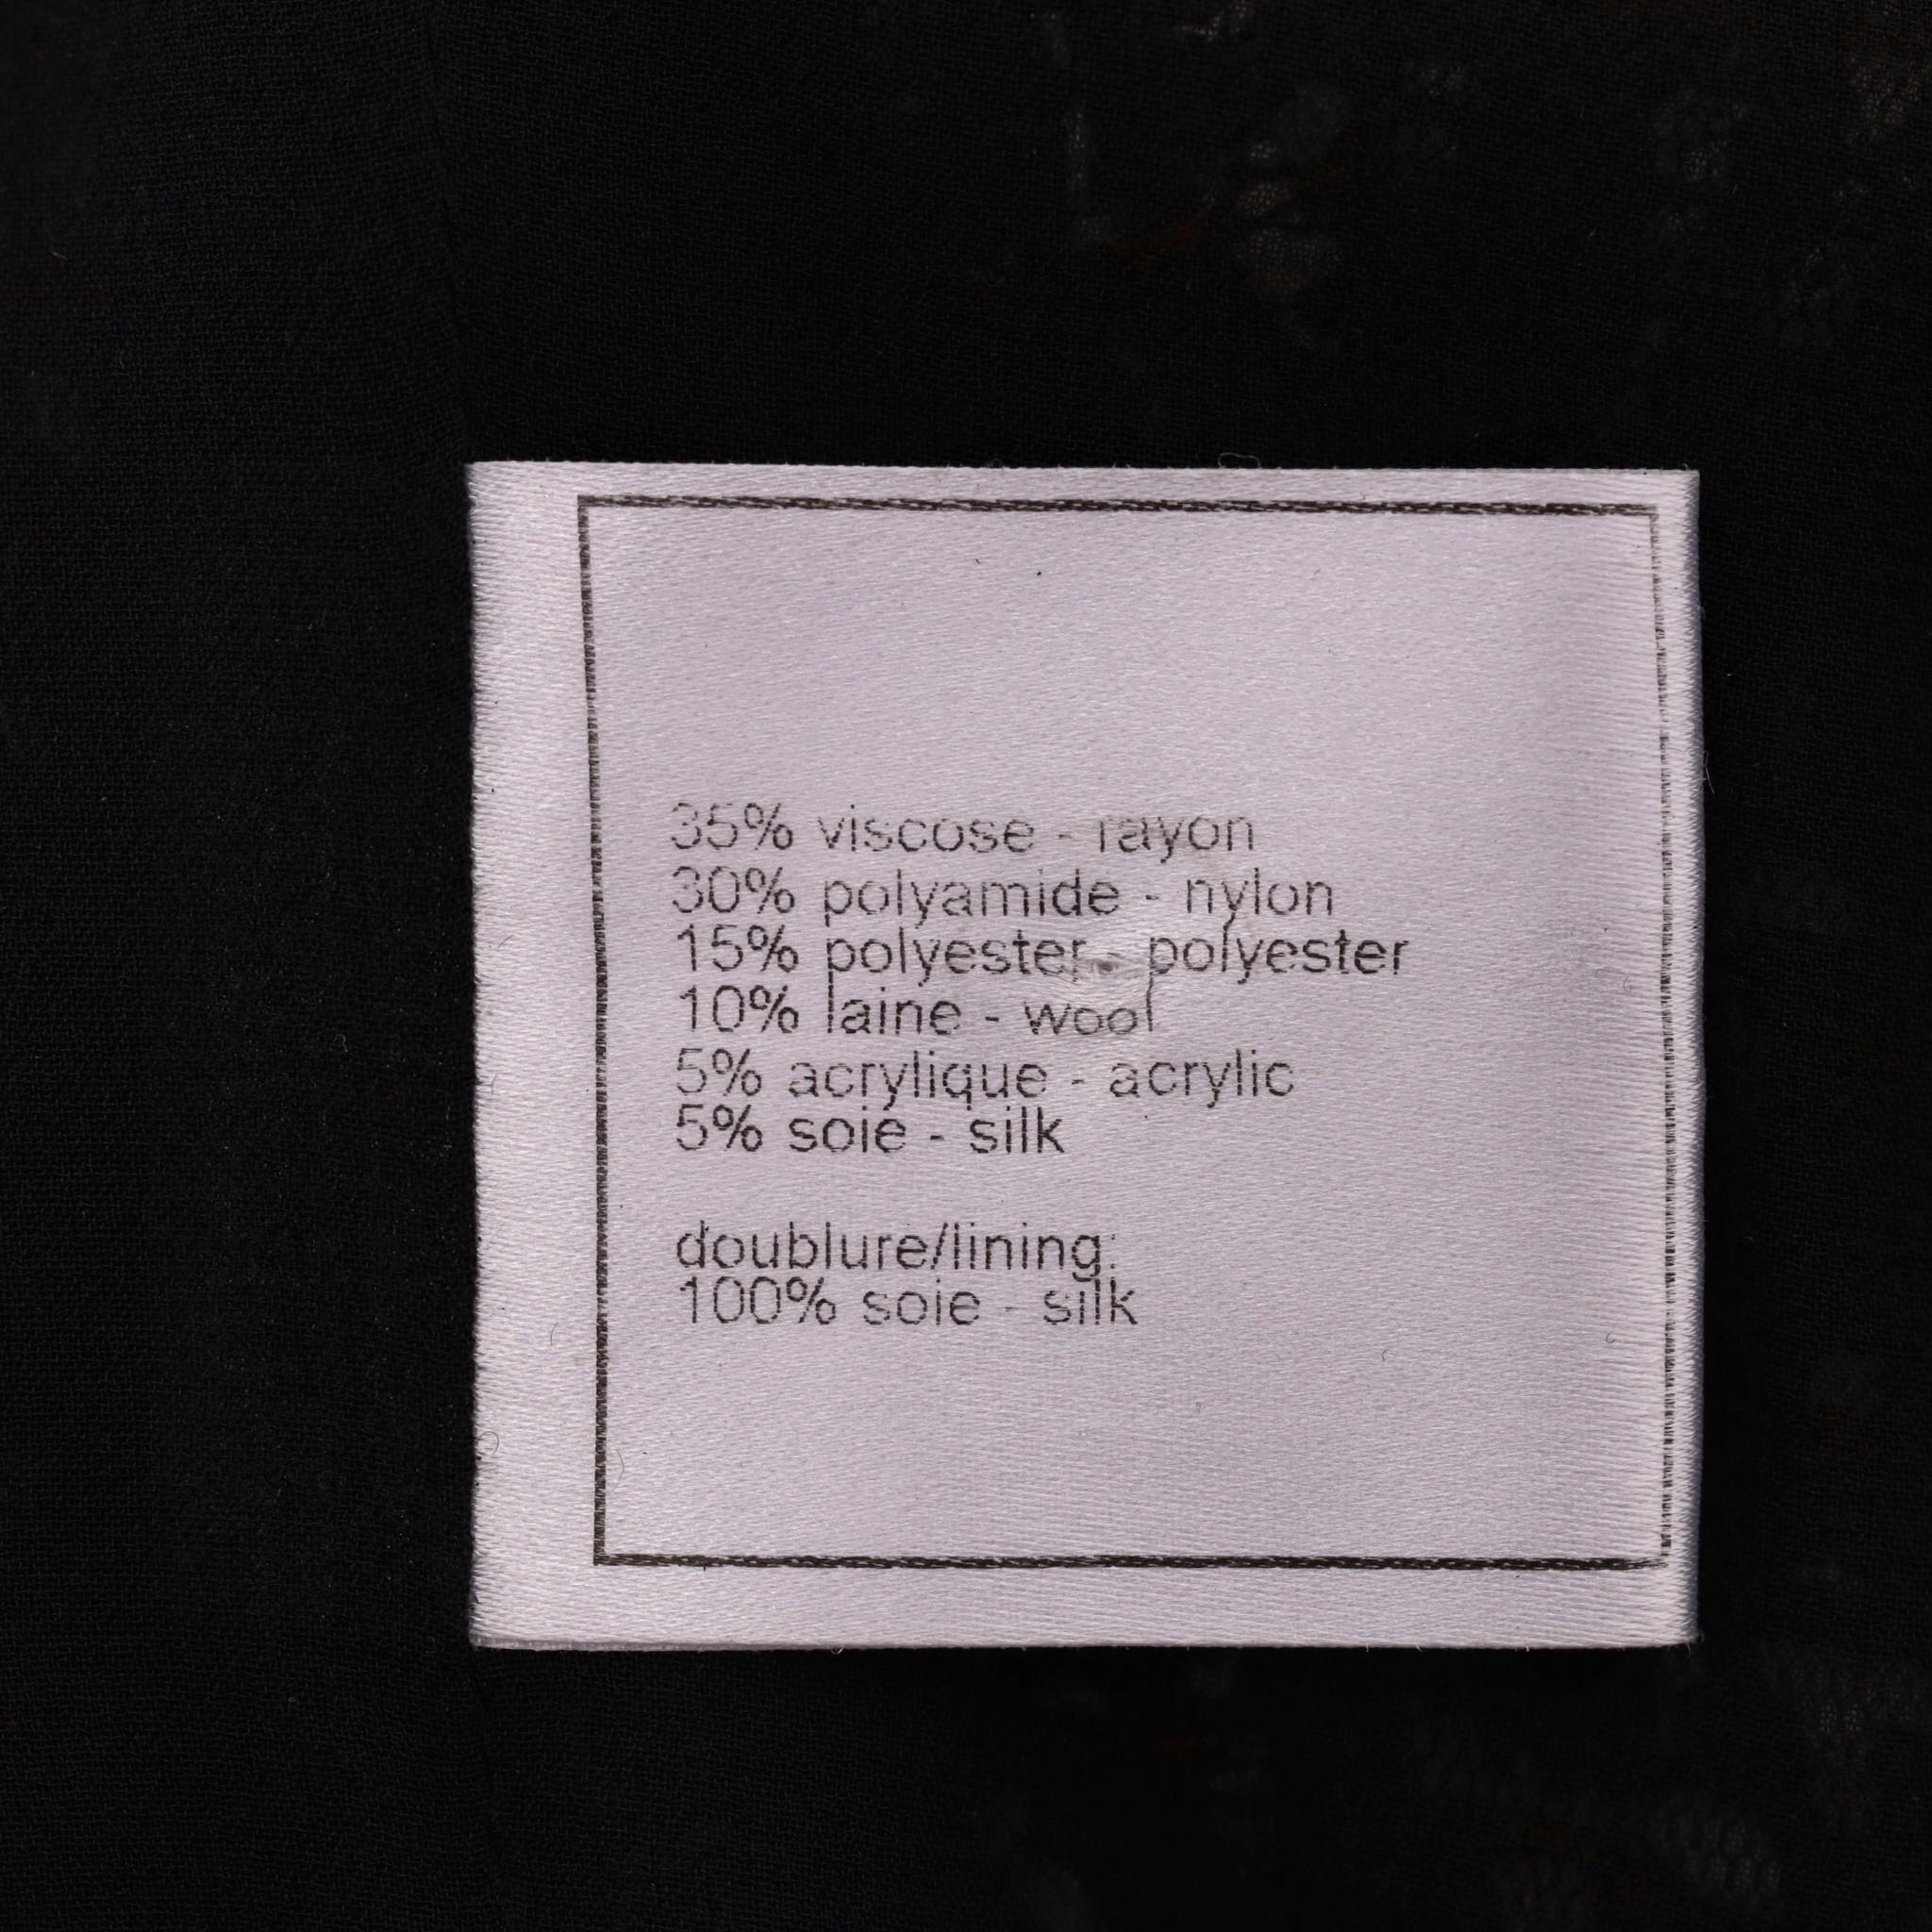 35% viscose - rayon
30% polyamide - nylon
15% polyester - polyester
10% laine - wool
5% acrylique - acrylic
5% soie - silk
doublure/lining:
100% soie - silk